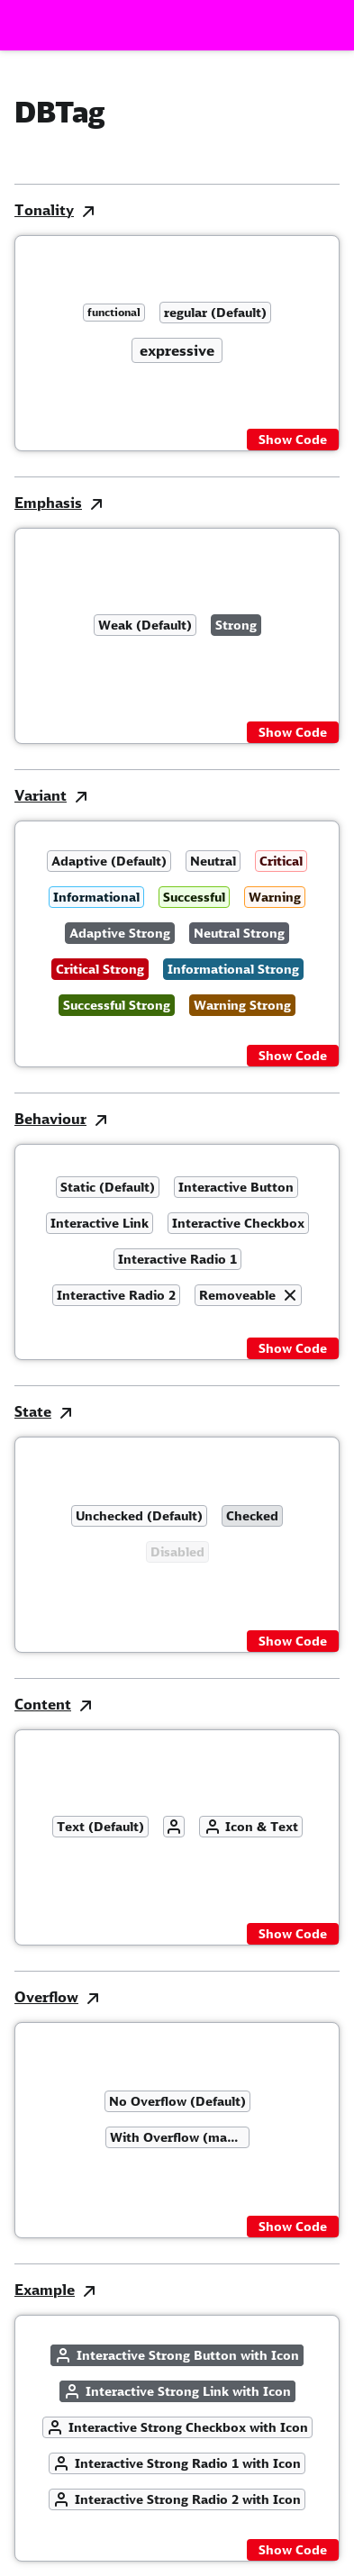 DBTag
Tonality
functional regular (Default)
expressive
Show Code
Emphasis
Weak (Default) Strong
Show Code
Variant
Adaptive (Default) Neutral Critical
Informational Successful Warning
Adaptive Strong Neutral Strong
Critical Strong Informational Strong
Successful Strong Warning Strong
Show Code
Behaviour
Static (Default) Interactive Button
Interactive Link Interactive Checkbox
Interactive Radio 1
Interactive Radio 2 Removeable
Show Code
State
Unchecked (Default) Checked
Disabled
Show Code
Content
Text (Default) Icon & Text
Show Code
Overflow
No Overflow (Default)
With Overflow (ma...
Show Code
Example
Interactive Strong Button with Icon
Interactive Strong Link with Icon
Interactive Strong Checkbox with Icon
Interactive Strong Radio 1 with Icon
Interactive Strong Radio 2 with Icon
Show Code